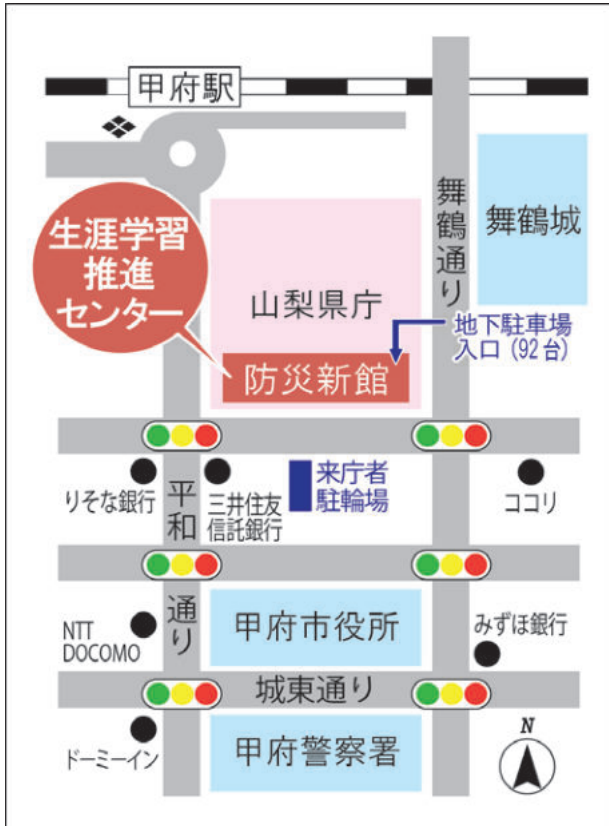 甲府駅
生涯学習
推進
センター
山梨県庁
舞鶴通り
舞鶴城
地下駐車場
入口（92台）
防災新館
りそな銀行
平和
三井住友
信託銀行
来庁者
駐輪場
ココリ
NTT
DOCOMO
通り
甲府市役所
みずほ銀行
城東通り
ドーミーイン
甲府警察署
N